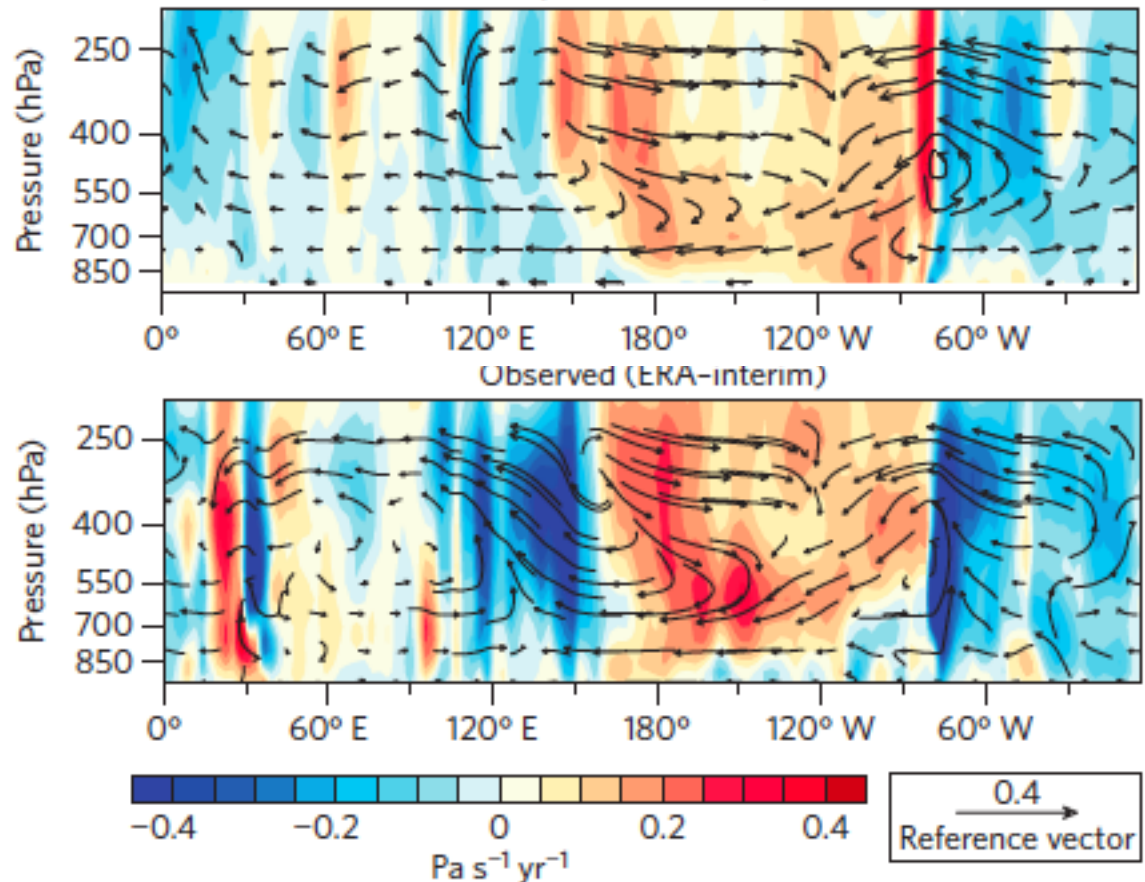 Pressure (hPa)
250
400
550
700
850
0° 60° E 120° E 180° 120° W 60° W
Observed (ERA-interim)
Pressure (hPa)
250
400
550
700
850
0° 60° E 120° E 180° 120° W 60° W
−0.4 −0.2 0 0.2 0.4
Pa s⁻¹ yr⁻¹
0.4
Reference vector